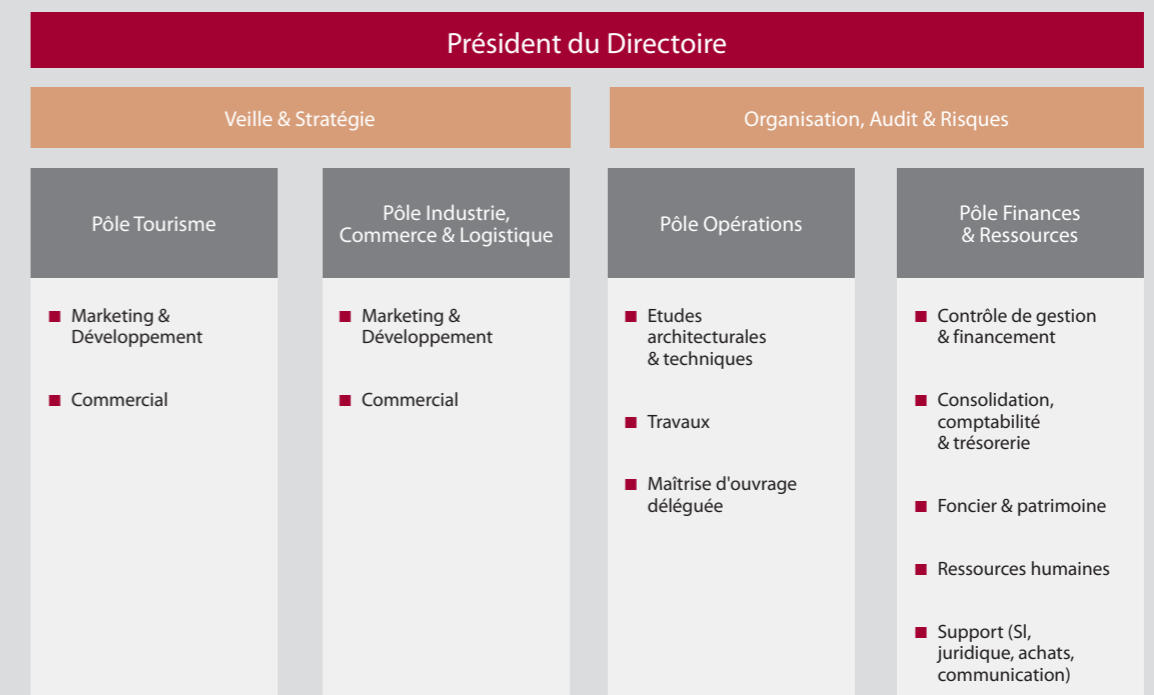 Président du Directoire
Veille & Stratégie
Organisation, Audit & Risques
Pôle Tourisme
Pôle Industrie,
Commerce & Logistique
Pôle Opérations
Pôle Finances
& Ressources
Marketing &
Développement
Commercial
Marketing &
Développement
Commercial
Etudes
architecturales
& techniques
Travaux
Maîtrise d'ouvrage
déléguée
Contrôle de gestion
& financement
Consolidation,
comptabilité
& trésorerie
Foncier & patrimoine
Ressources humaines
Support (SI,
juridique, achats,
communication)